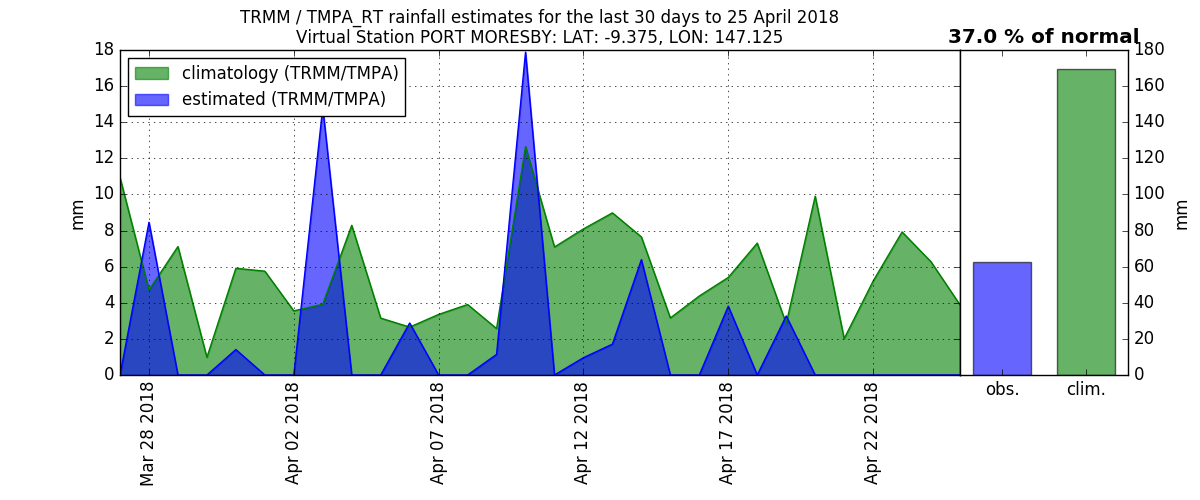 TRMM / TMPA_RT rainfall estimates for the last 30 days to 25 April 2018
Virtual Station PORT MORESBY: LAT: -9.375, LON: 147.125
37.0 % of normal
climatology (TRMM/TMPA)
estimated (TRMM/TMPA)
18
16
14
12
10
8
6
4
2
0
mm
Mar 28 2018
Apr 02 2018
Apr 07 2018
Apr 12 2018
Apr 17 2018
Apr 22 2018
obs.
clim.
180
160
140
120
100
80
60
40
20
0
mm